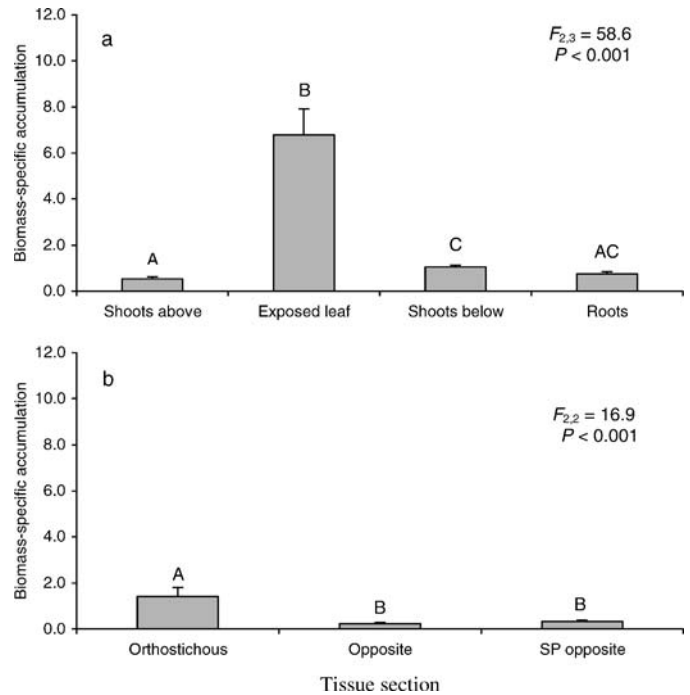 12.0
a
F2,3 = 58.6
P < 0.001
10.0
B
8.0
6.0
4.0
2.0
A
C
AC
0.0
Biomass-specific accumulation
Shoots above Exposed leaf Shoots below Roots
12.0
b
F2,2 = 16.9
P < 0.001
10.0
8.0
6.0
4.0
2.0
A
B
B
0.0
Biomass-specific accumulation
Orthostichous Opposite SP opposite
Tissue section